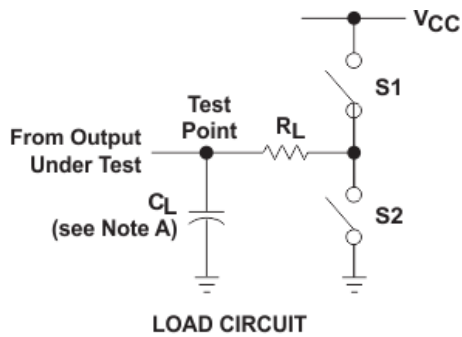 VCC
S1
Test
Point
RL
From Output
Under Test
CL
(see Note A)
S2
LOAD CIRCUIT